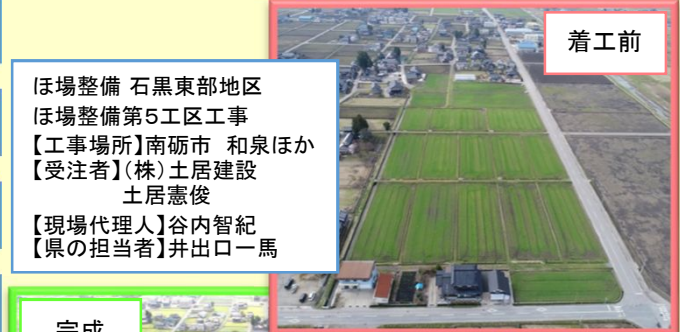 着工前
ほ場整備 石黒東部地区
ほ場整備第5工区工事
【工事場所】南砺市 和泉ほか
【受注者】(株)土居建設
土居憲俊
【現場代理人】谷内智紀
【県の担当者】井出口一馬
完成